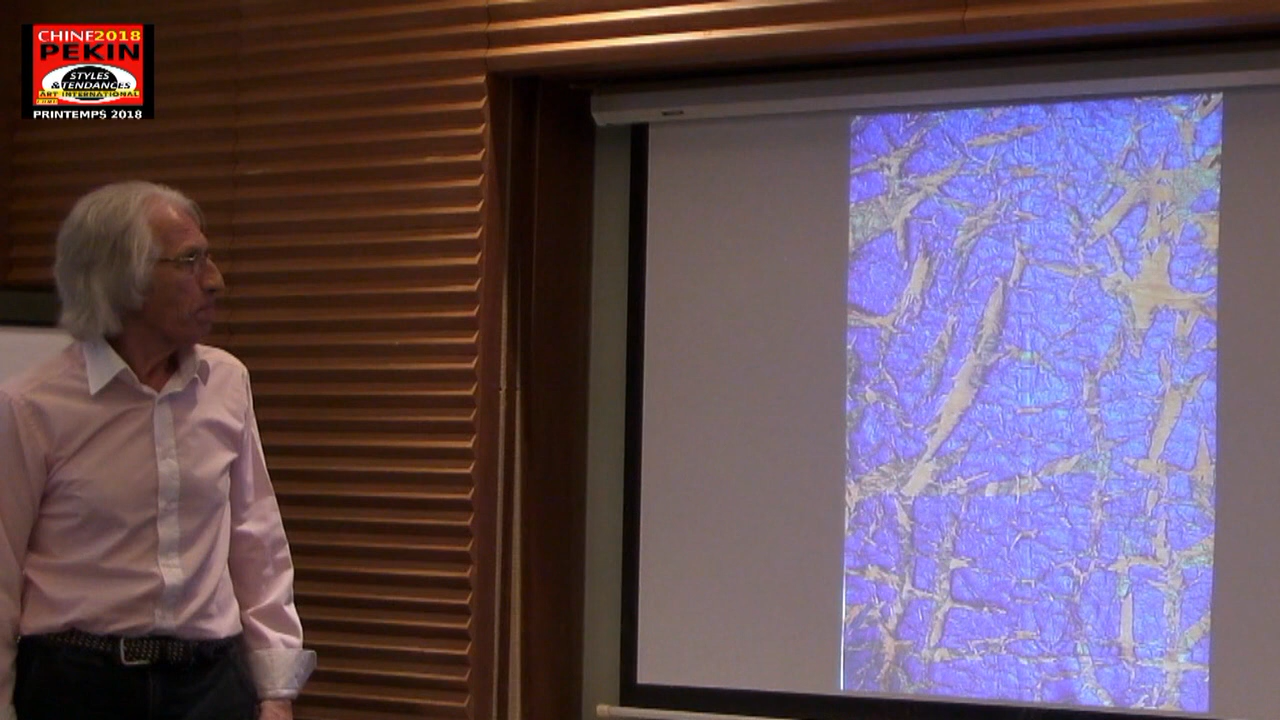 CHINE2018
PEKIN
STYLES
&TENDANCES
ART INTERNATIONAL
PRINTEMPS 2018